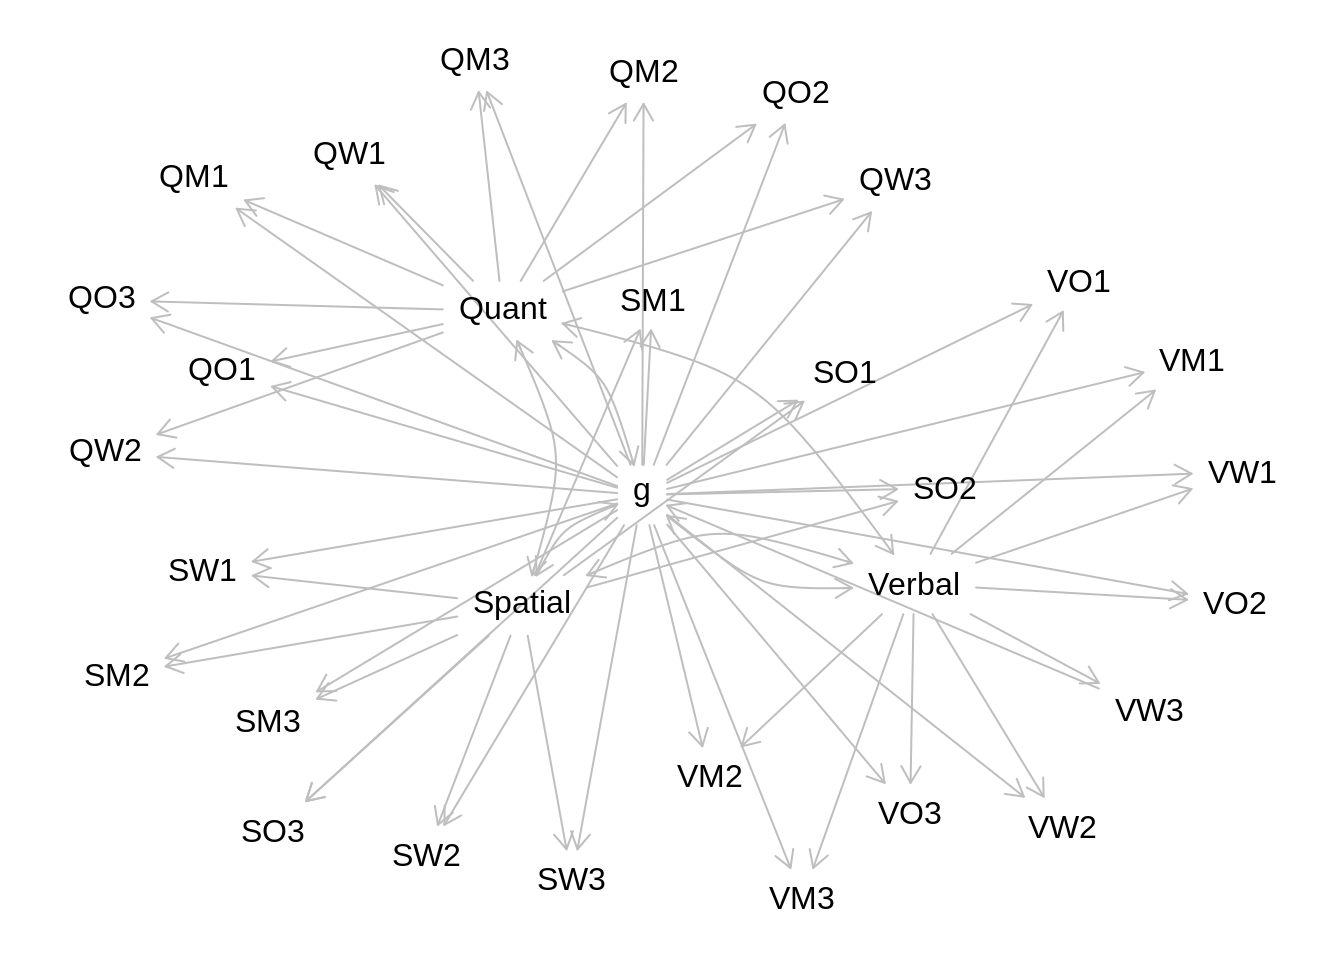 QM3
QM2
QO2
QW1
QM1
QW3
VO1
QO3
Quant
SM1
QO1
SO1
VM1
QW2
g
SO2
VW1
SW1
Spatial
Verbal
VO2
SM2
SM3
VW3
VM2
SO3
VO3
VW2
SW2
SW3
VM3